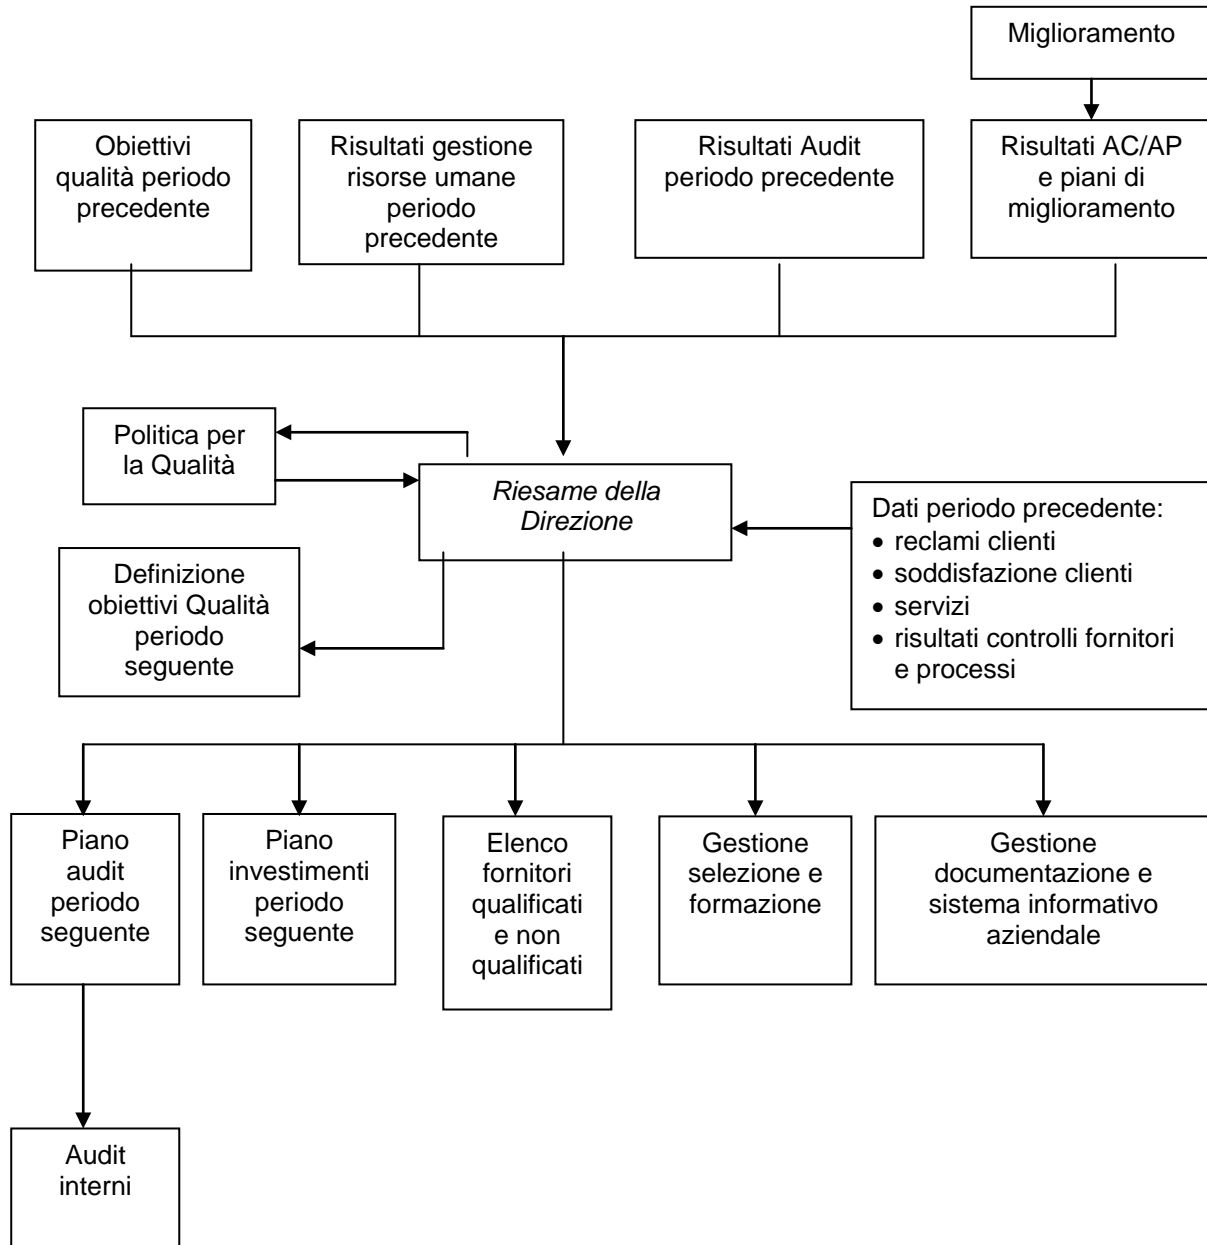 Miglioramento
Obiettivi
qualità periodo
precedente
Risultati gestione
risorse umane
periodo
precedente
Risultati Audit
periodo precedente
Risultati AC/AP
e piani di
miglioramento
Politica per
la Qualità
Riesame della
Direzione
Dati periodo precedente:
• reclami clienti
• soddisfazione clienti
• servizi
• risultati controlli fornitori
e processi
Definizione
obiettivi Qualità
periodo
seguente
Piano
audit
periodo
seguente
Piano
investimenti
periodo
seguente
Elenco
fornitori
qualificati
e non
qualificati
Gestione
selezione e
formazione
Gestione
documentazione e
sistema informativo
aziendale
Audit
interni